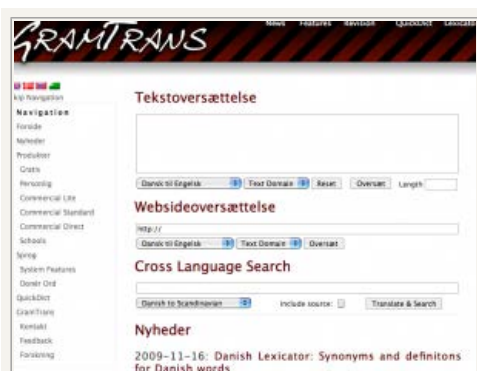 GRAMTRANS
News Features Revision QuickDict Lexicator
kip Navigation
Navigation
Forside
Nyheder
Produkter
Gratis
Personlig
Commercial Lite
Commercial Standard
Commercial Direct
Schools
Sprog
System Features
Donér Ord
QuickDict
GramTrans
Kontakt
Feedback
Forskning
Tekstoversættelse
Dansk til Engelsk Text Domain Reset Oversæt Length
Websideoversættelse
http://
Dansk til Engelsk Text Domain Oversæt
Cross Language Search
Danish to Scandinavian Include source: Translate & Search
Nyheder
2009-11-16: Danish Lexicator: Synonyms and definitons
for Danish words